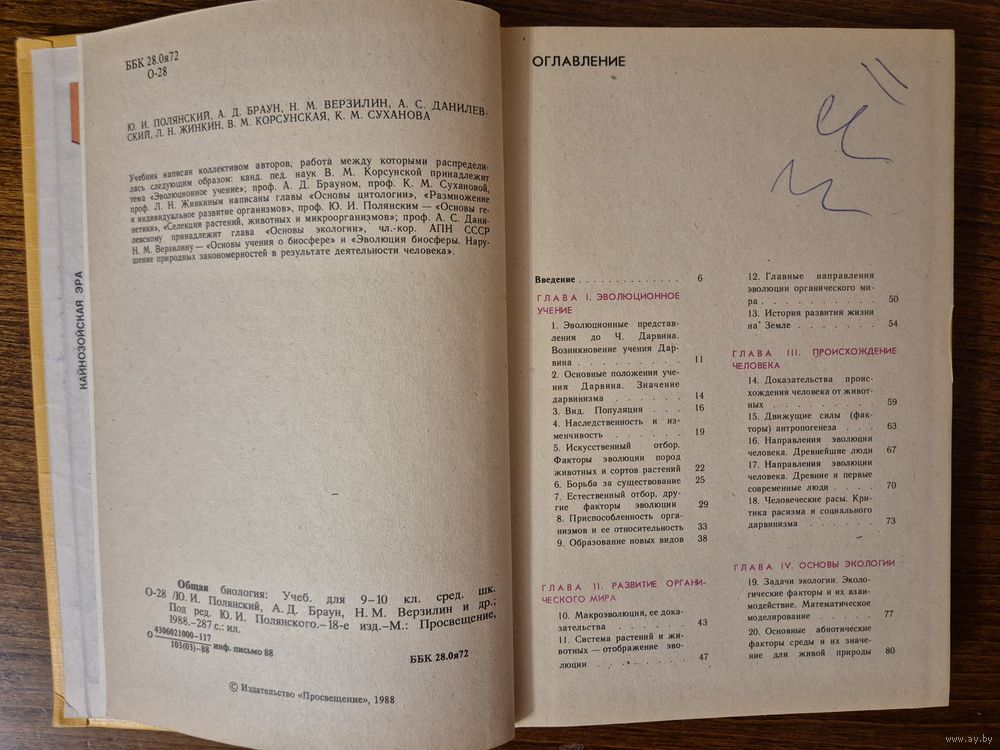 КАЙНОЗОЙСКАЯ ЭРА
ББК 28.0я72
О-28
Ю. И. ПОЛЯНСКИЙ, А. Д. БРАУН, Н. М. ВЕРЗИЛИН, А. С. ДАНИЛЕВ-
СКИЙ, Л. Н. ЖИНКИН, В. М. КОРСУНСКАЯ, К. М. СУХАНОВА
Учебник написан коллективом авторов, работа между которыми распредели-
лась следующим образом: канд. пед. наук В. М. Корсунской принадлежит
тема «Эволюционное учение»; проф. А. Д. Брауном, проф. К. М. Сухановой,
проф. Л. Н. Жинкиным написаны главы «Основы цитологии», «Размножение
и индивидуальное развитие организмов», проф. Ю. И. Полянским — «Основы ге-
нетики», «Селекция растений, животных и микроорганизмов»; проф. А. С. Дани-
левскому принадлежит глава «Основы экологии», чл.-кор. АПН СССР
Н. М. Верзилину — «Основы учения о биосфере» и «Эволюция биосферы. Нару-
шение природных закономерностей в результате деятельности человека».
Общая биология: Учеб. для 9—10 кл. сред. шк.
О-28 /Ю. И. Полянский, А. Д. Браун, Н. М. Верзилин и др.;
Под ред. Ю. И. Полянского.—18-е изд.—М.: Просвещение,
1988.—287 с.: ил.
О 4306021000—117
103(03)—88 инф. письмо 88
ББК 28.0я72
© Издательство «Просвещение», 1988
ОГЛАВЛЕНИЕ
Введение . . . . . . . . . . . . . 6
ГЛАВА I. ЭВОЛЮЦИОННОЕ
УЧЕНИЕ
1. Эволюционные представ-
ления до Ч. Дарвина.
Возникновение учения Дар-
вина . . . . . . . . . . 11
2. Основные положения уче-
ния Дарвина. Значение
дарвинизма . . . . . . . 14
3. Вид. Популяция . . . 16
4. Наследственность и из-
менчивость . . . . . . 19
5. Искусственный отбор.
Факторы эволюции пород
животных и сортов растений 22
6. Борьба за существование 25
7. Естественный отбор, дру-
гие факторы эволюции 29
8. Приспособленность орга-
низмов и ее относительность 33
9. Образование новых видов 38
ГЛАВА II. РАЗВИТИЕ ОРГАНИ-
ЧЕСКОГО МИРА
10. Макроэволюция, ее дока-
зательства . . . . . . . 43
11. Система растений и жи-
вотных — отображение эво-
люции . . . . . . . . 47
12. Главные направления
эволюции органического ми-
ра . . . . . . . . . . 50
13. История развития жизни
на Земле . . . . . . . 54
ГЛАВА III. ПРОИСХОЖДЕНИЕ
ЧЕЛОВЕКА
14. Доказательства проис-
хождения человека от живот-
ных . . . . . . . . . 59
15. Движущие силы (фак-
торы) антропогенеза . . . 63
16. Направления эволюции
человека. Древнейшие люди 67
17. Направления эволюции
человека. Древние и первые
современные люди . . . . 70
18. Человеческие расы. Кри-
тика расизма и социального
дарвинизма . . . . . . 73
ГЛАВА IV. ОСНОВЫ ЭКОЛОГИИ
19. Задачи экологии. Эколо-
гические факторы и их взаи-
модействие. Математическое
моделирование . . . . . 77
20. Основные абиотические
факторы среды и их значе-
ние для живой природы 80
www.ay.by